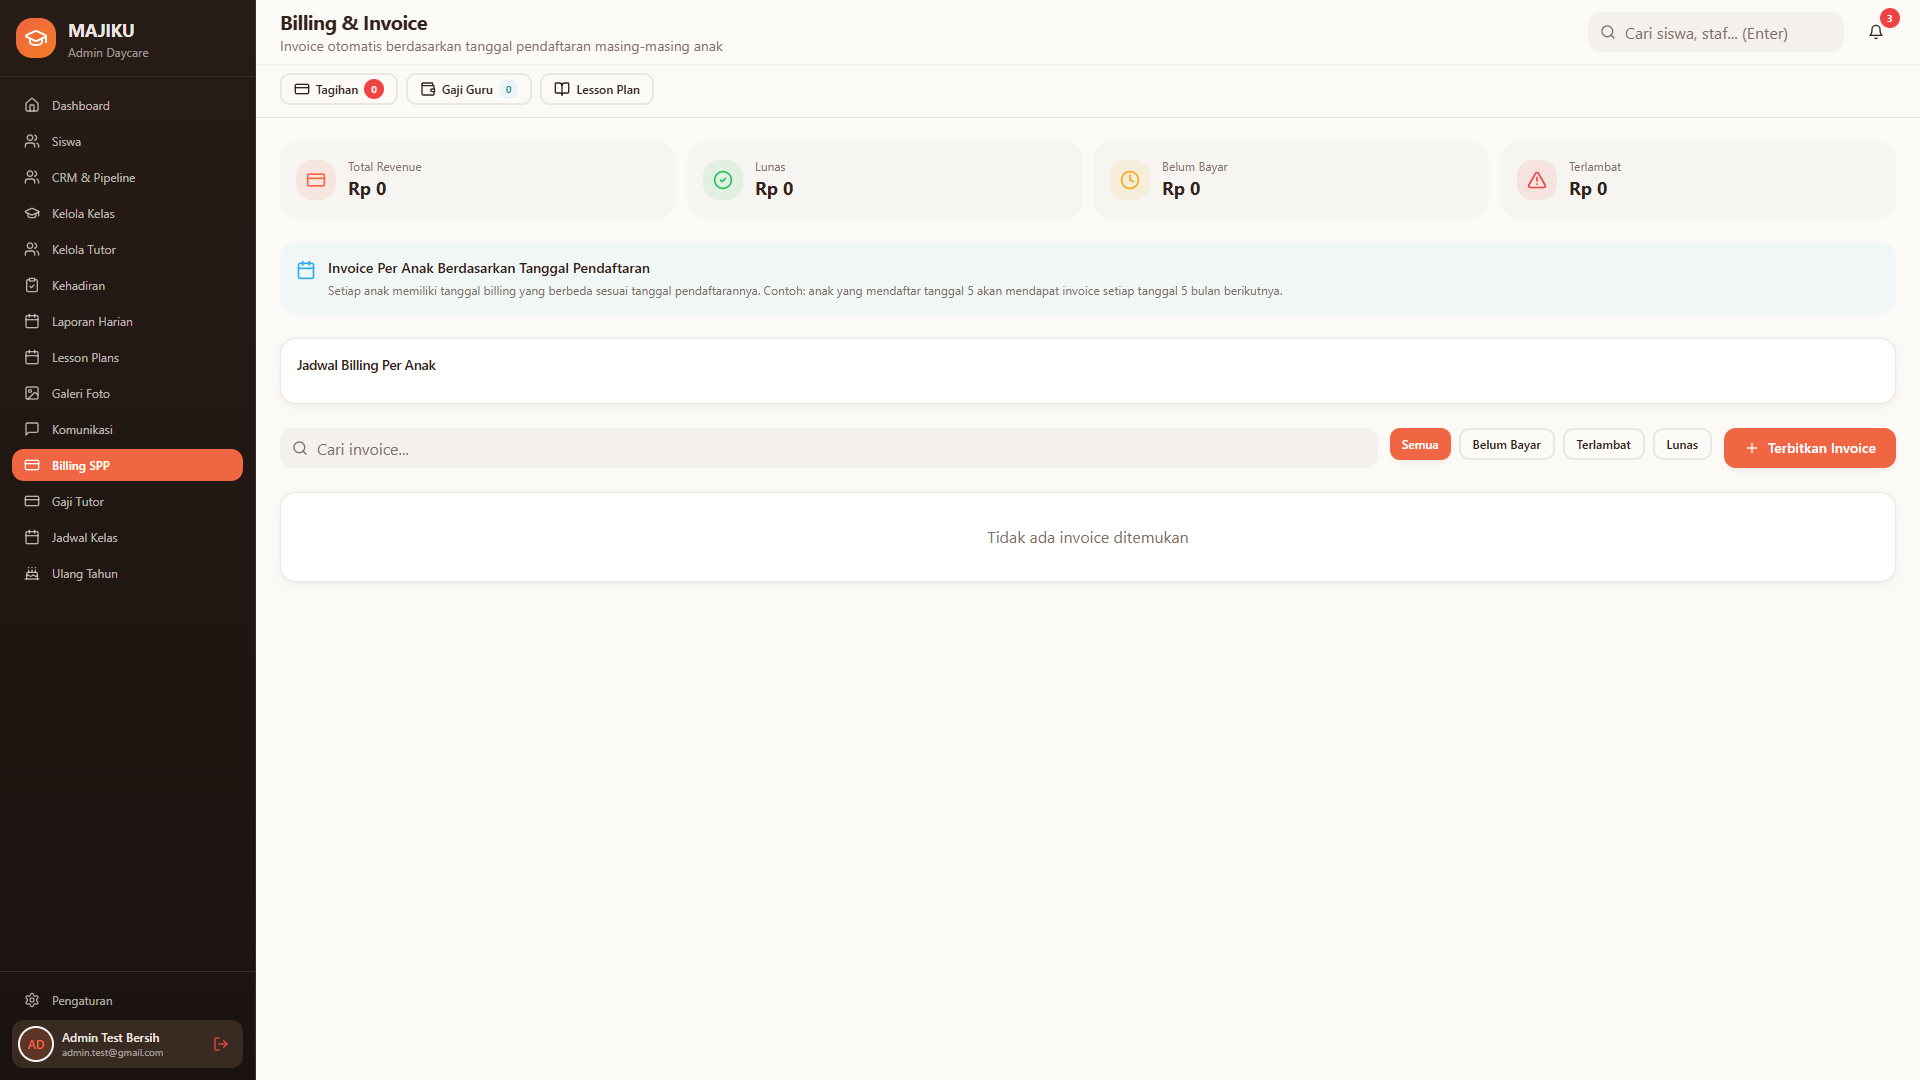 MAJIKU
Admin Daycare
Dashboard
Siswa
CRM & Pipeline
Kelola Kelas
Kelola Tutor
Kehadiran
Laporan Harian
Lesson Plans
Galeri Foto
Komunikasi
Billing SPP
Gaji Tutor
Jadwal Kelas
Ulang Tahun
Pengaturan
AD
Admin Test Bersih
admin.test@gmail.com
Billing & Invoice
Invoice otomatis berdasarkan tanggal pendaftaran masing-masing anak
Cari siswa, staf... (Enter)
3
Tagihan 0
Gaji Guru 0
Lesson Plan
Total Revenue
Rp 0
Lunas
Rp 0
Belum Bayar
Rp 0
Terlambat
Rp 0
Invoice Per Anak Berdasarkan Tanggal Pendaftaran
Setiap anak memiliki tanggal billing yang berbeda sesuai tanggal pendaftarannya. Contoh: anak yang mendaftar tanggal 5 akan mendapat invoice setiap tanggal 5 bulan berikutnya.
Jadwal Billing Per Anak
Cari invoice...
Semua
Belum Bayar
Terlambat
Lunas
Terbitkan Invoice
Tidak ada invoice ditemukan